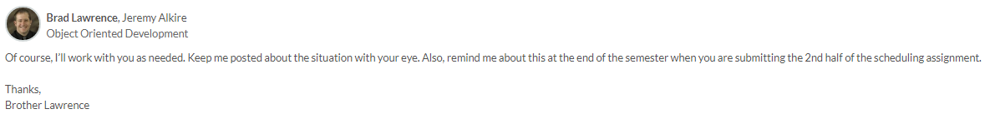 Brad Lawrence, Jeremy Alkire
Object Oriented Development
Of course, I'll work with you as needed. Keep me posted about the situation with your eye. Also, remind me about this at the end of the semester when you are submitting the 2nd half of the scheduling assignment.
Thanks,
Brother Lawrence